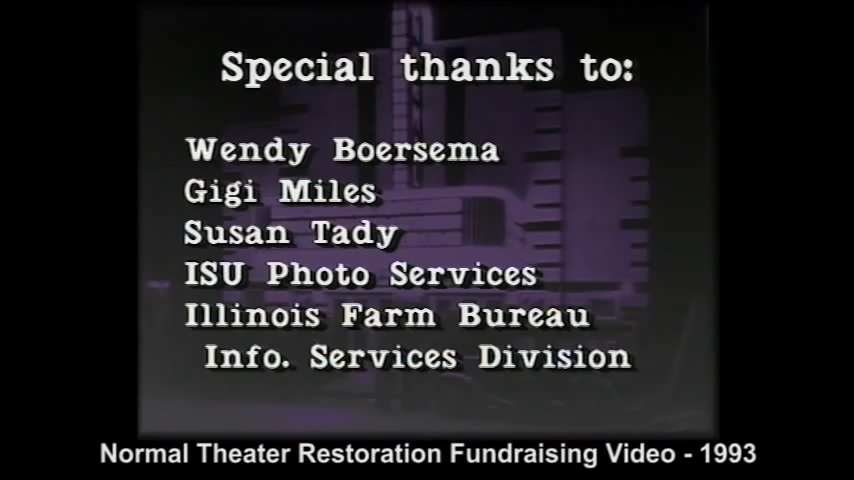 Special thanks to:
Wendy Boersema
Gigi Miles
Susan Tady
ISU Photo Services
Illinois Farm Bureau
Info. Services Division
Normal Theater Restoration Fundraising Video - 1993